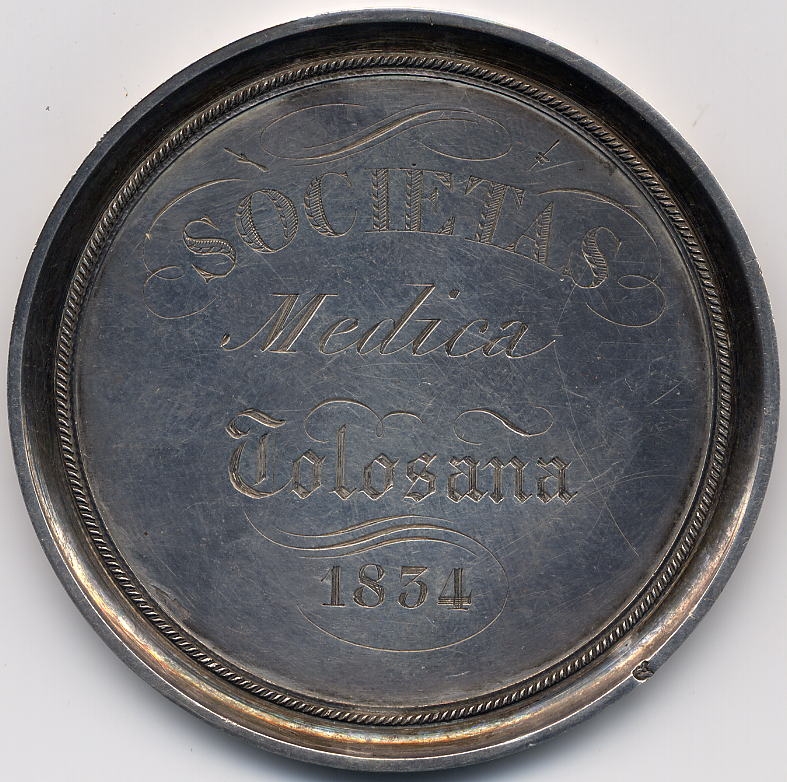 SOCIETAS
Medica
Tolosana
1834